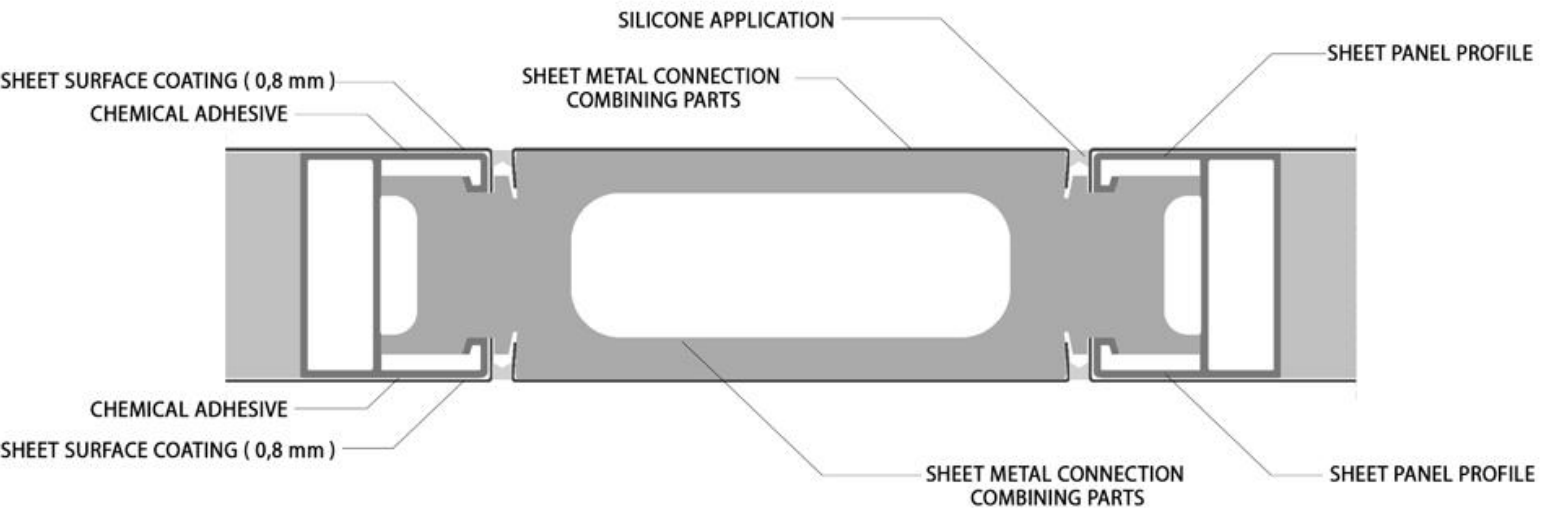 SILICONE APPLICATION
SHEET PANEL PROFILE
SHEET SURFACE COATING ( 0,8 mm )
SHEET METAL CONNECTION
COMBINING PARTS
CHEMICAL ADHESIVE
CHEMICAL ADHESIVE
SHEET SURFACE COATING ( 0,8 mm )
SHEET METAL CONNECTION
COMBINING PARTS
SHEET PANEL PROFILE